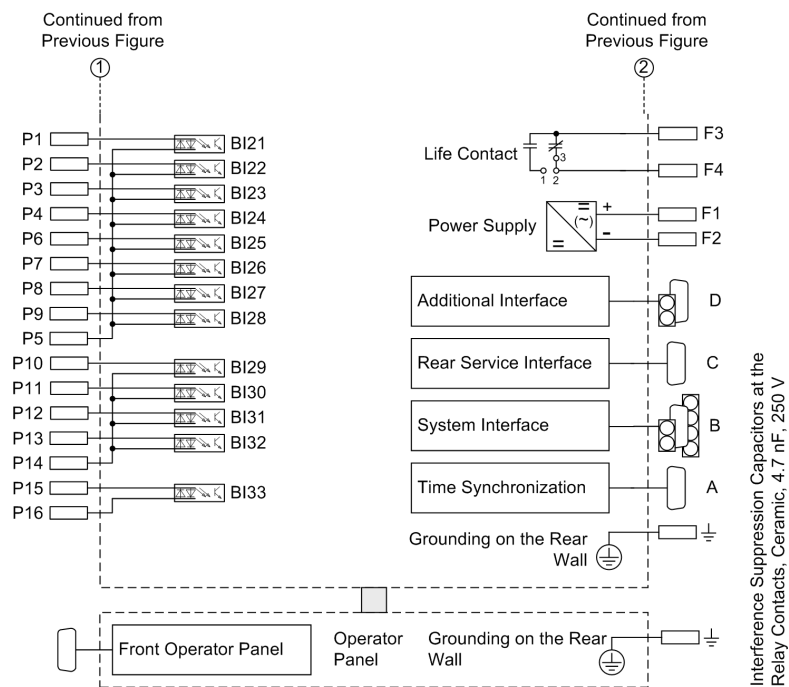 Continued from
Previous Figure
1
Continued from
Previous Figure
2
P1
BI21
P2
BI22
P3
BI23
P4
BI24
P6
BI25
P7
BI26
P8
BI27
P9
BI28
P5
P10
BI29
P11
BI30
P12
BI31
P13
BI32
P14
P15
BI33
P16
Life Contact
1 2
3
F3
F4
Power Supply
=
(~)
=
+
-
F1
F2
Additional Interface
D
Rear Service Interface
C
System Interface
B
Time Synchronization
A
Grounding on the Rear
Wall
Front Operator Panel
Operator
Panel
Grounding on the Rear
Wall
Interference Suppression Capacitors at the
Relay Contacts, Ceramic, 4.7 nF, 250 V